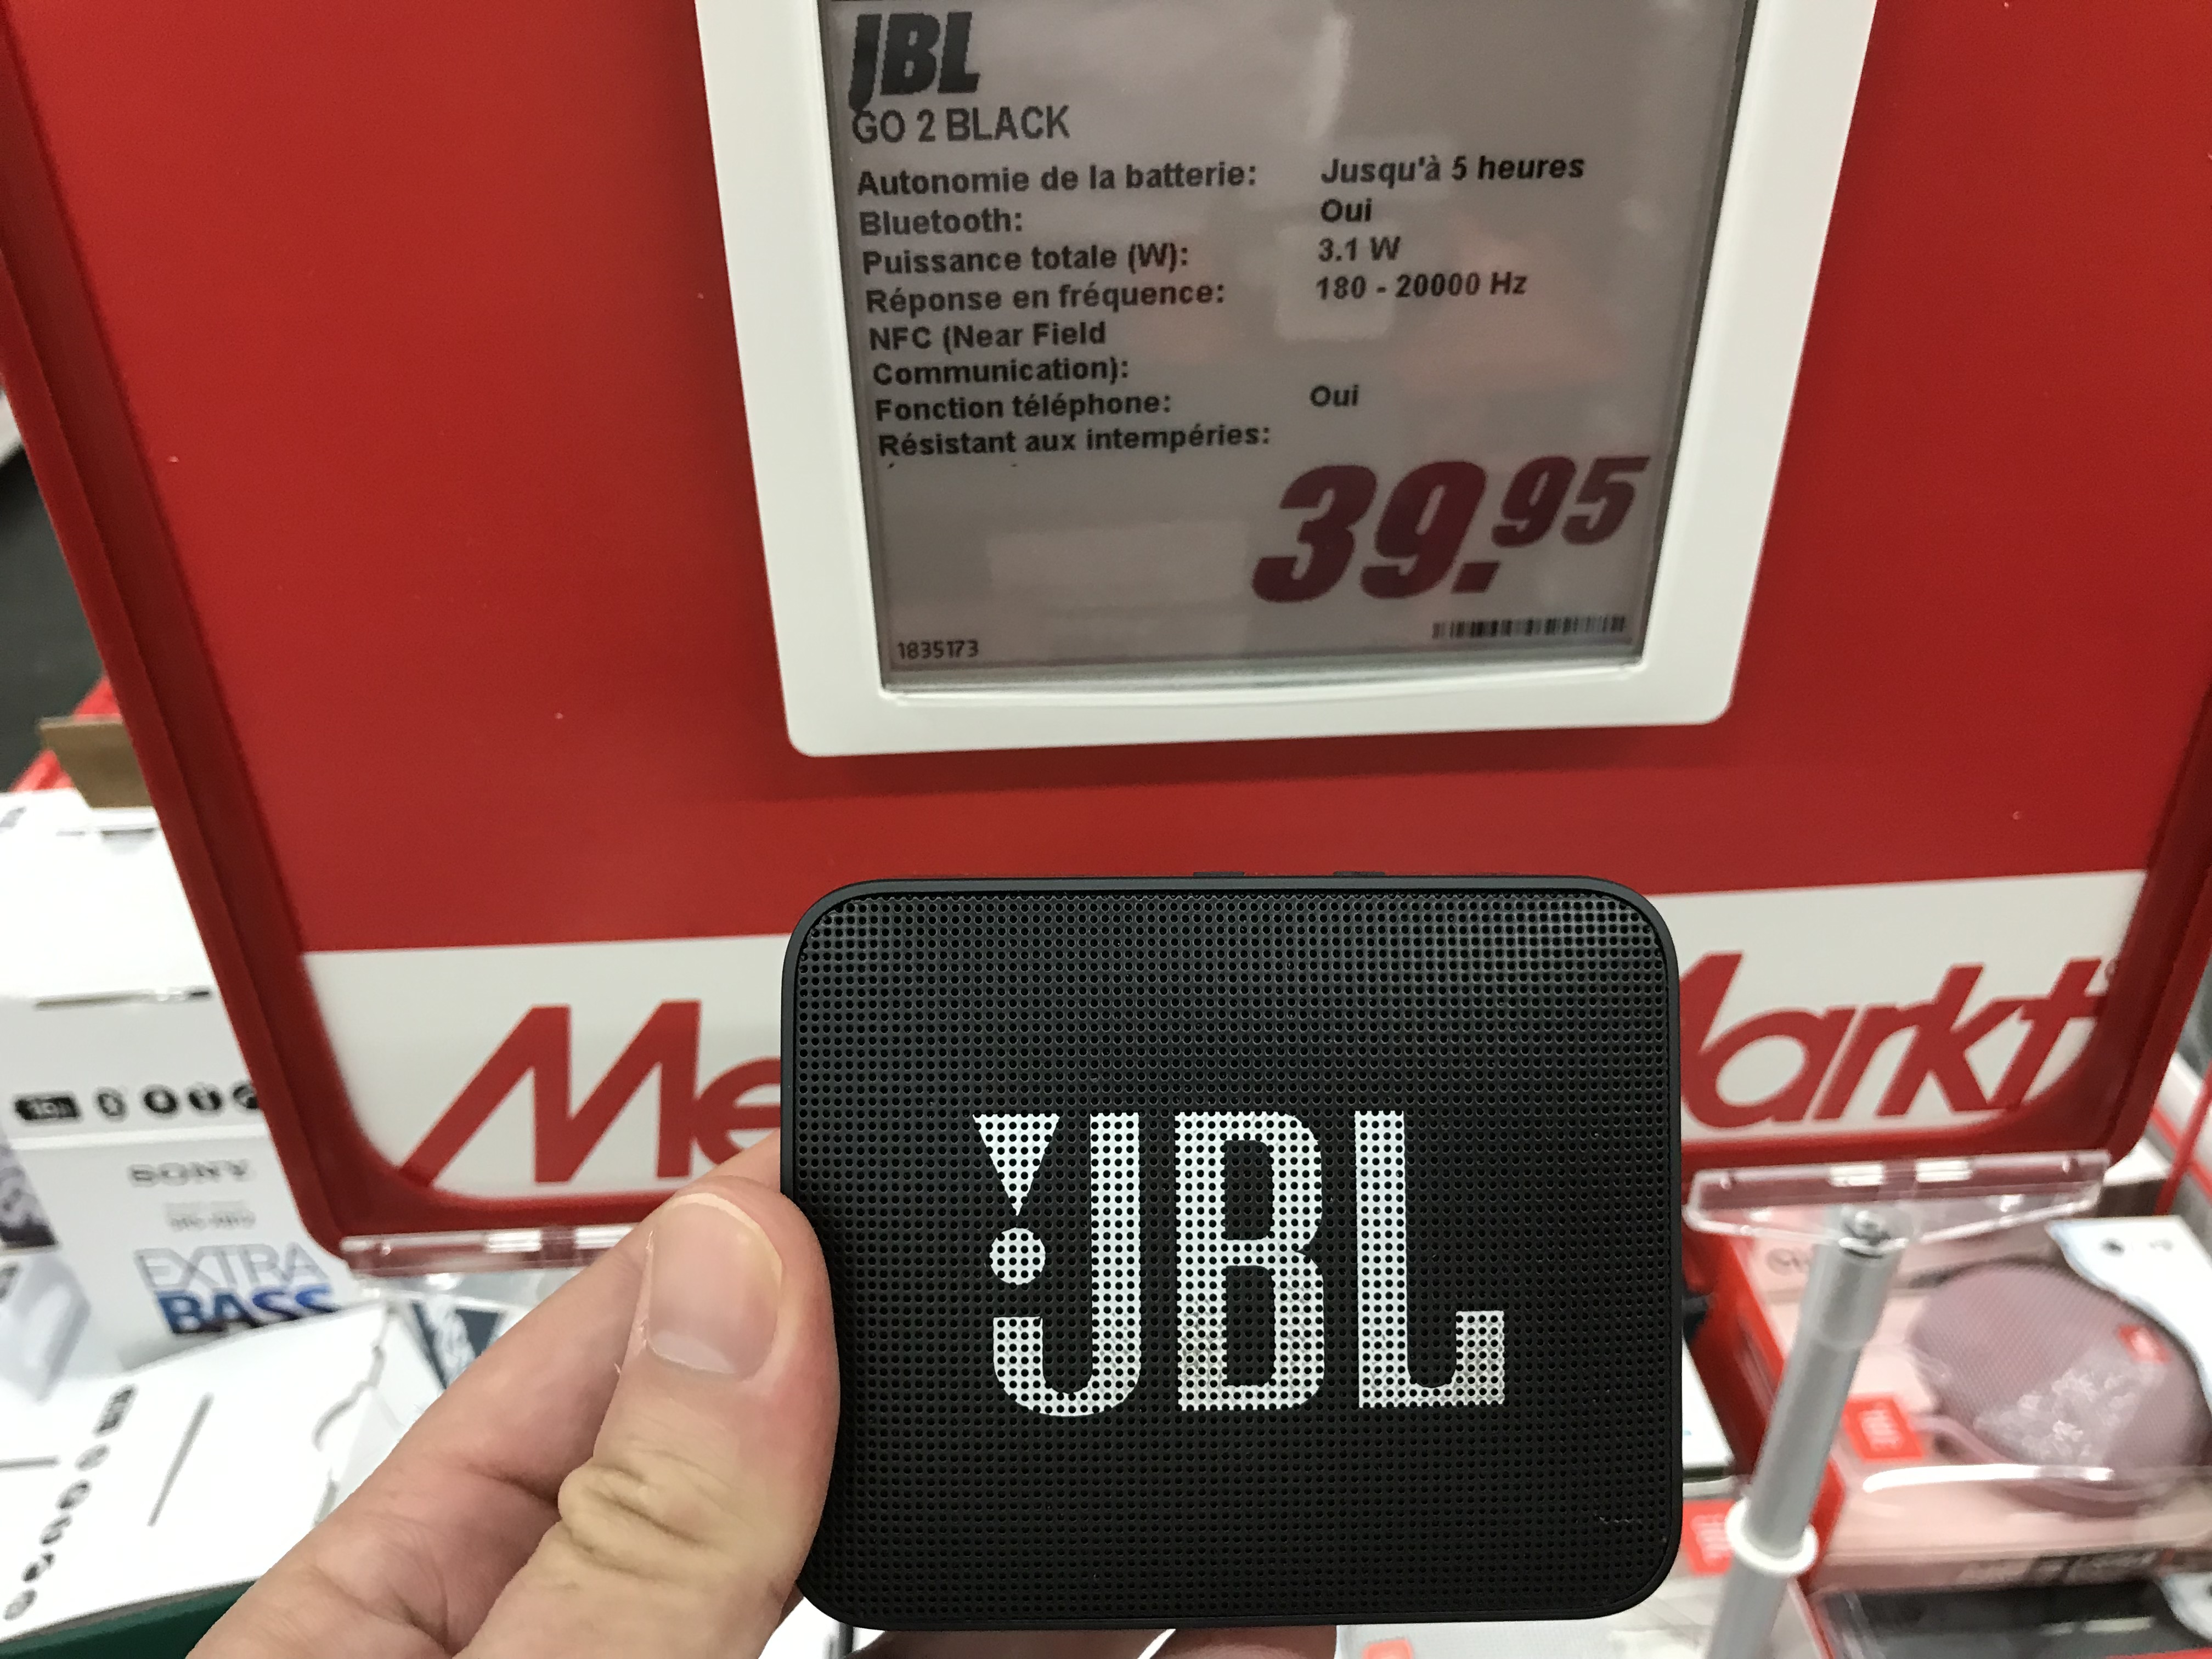 JBL
GO 2 BLACK
Autonomie de la batterie: Jusqu'à 5 heures
Bluetooth: Oui
Puissance totale (W): 3.1 W
Réponse en fréquence: 180 - 20000 Hz
NFC (Near Field
Communication):
Fonction téléphone: Oui
Résistant aux intempéries:
39.95
1835173
Me
Markt
JBL
SONY
EXTRA
BASS